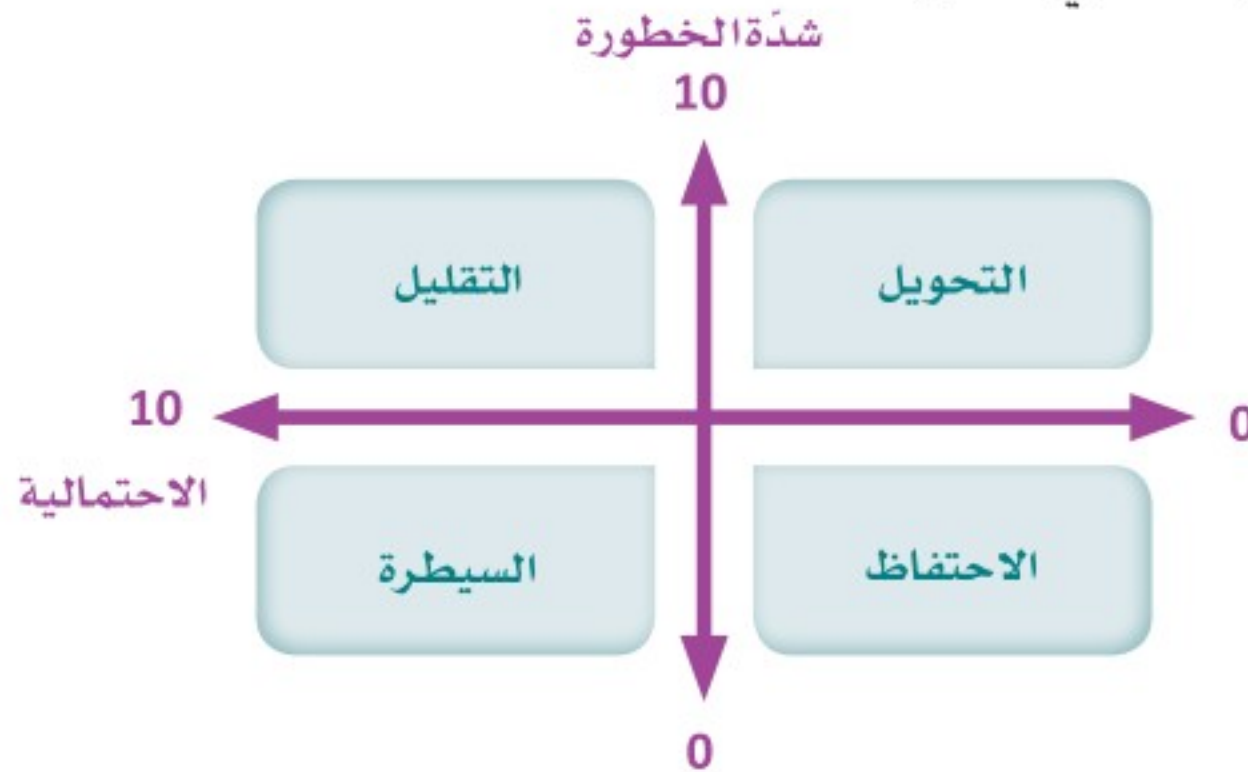 شدّة الخطورة
10
التحويل
التقليل
0
10
الاحتمالية
الاحتفاظ
السيطرة
0